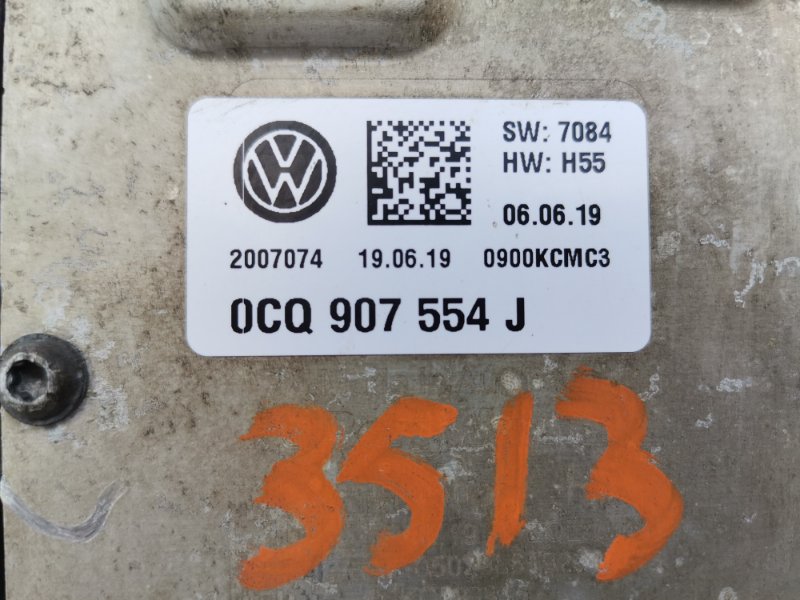 SW: 7084
HW: H55
06.06.19
2007074 19.06.19 0900KCMC3
0CQ 907 554 J
3513